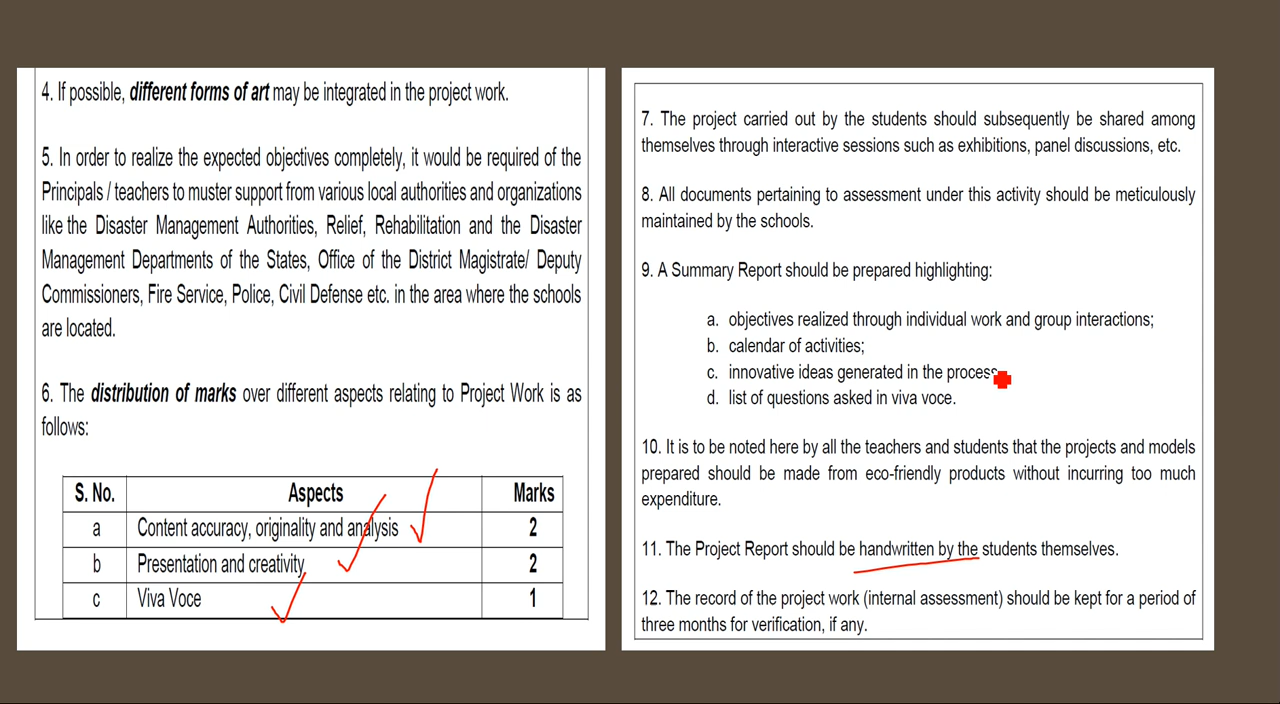 4. If possible, different forms of art may be integrated in the project work.
5. In order to realize the expected objectives completely, it would be required of the
Principals / teachers to muster support from various local authorities and organizations
like the Disaster Management Authorities, Relief, Rehabilitation and the Disaster
Management Departments of the States, Office of the District Magistrate/ Deputy
Commissioners, Fire Service, Police, Civil Defense etc. in the area where the schools
are located.
6. The distribution of marks over different aspects relating to Project Work is as
follows:
S. No. Aspects Marks
a Content accuracy, originality and analysis 2
b Presentation and creativity 2
c Viva Voce 1
7. The project carried out by the students should subsequently be shared among
themselves through interactive sessions such as exhibitions, panel discussions, etc.
8. All documents pertaining to assessment under this activity should be meticulously
maintained by the schools.
9. A Summary Report should be prepared highlighting:
a. objectives realized through individual work and group interactions;
b. calendar of activities;
c. innovative ideas generated in the process
d. list of questions asked in viva voce.
10. It is to be noted here by all the teachers and students that the projects and models
prepared should be made from eco-friendly products without incurring too much
expenditure.
11. The Project Report should be handwritten by the students themselves.
12. The record of the project work (internal assessment) should be kept for a period of
three months for verification, if any.